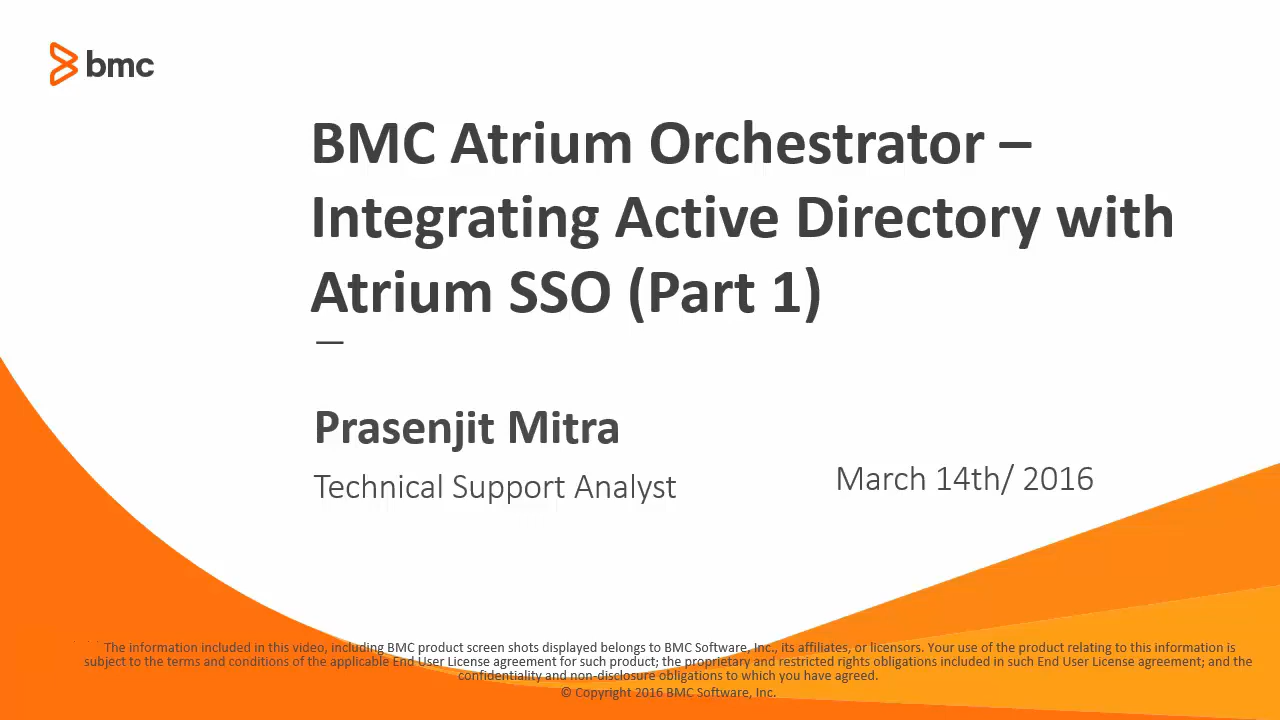 bmc
BMC Atrium Orchestrator –
Integrating Active Directory with
Atrium SSO (Part 1)
Prasenjit Mitra
Technical Support Analyst
March 14th/ 2016
The information included in this video, including BMC product screen shots displayed belongs to BMC Software, Inc., its affiliates, or licensors. Your use of the product relating to this information is
subject to the terms and conditions of the applicable End User License agreement for such product; the proprietary and restricted rights obligations included in such End User License agreement; and the
confidentiality and non-disclosure obligations to which you have agreed.
© Copyright 2016 BMC Software, Inc.